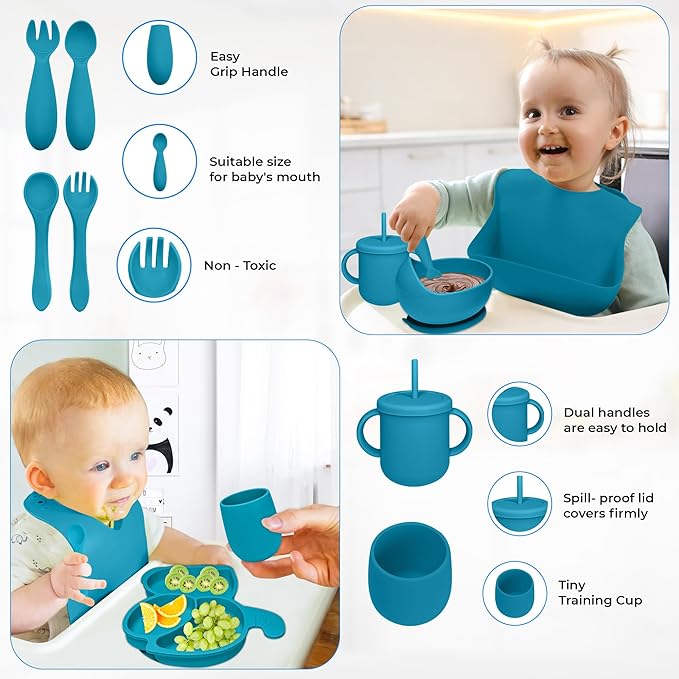 Easy
Grip Handle
Suitable size
for baby's mouth
Non - Toxic
Dual handles
are easy to hold
Spill- proof lid
covers firmly
Tiny
Training Cup